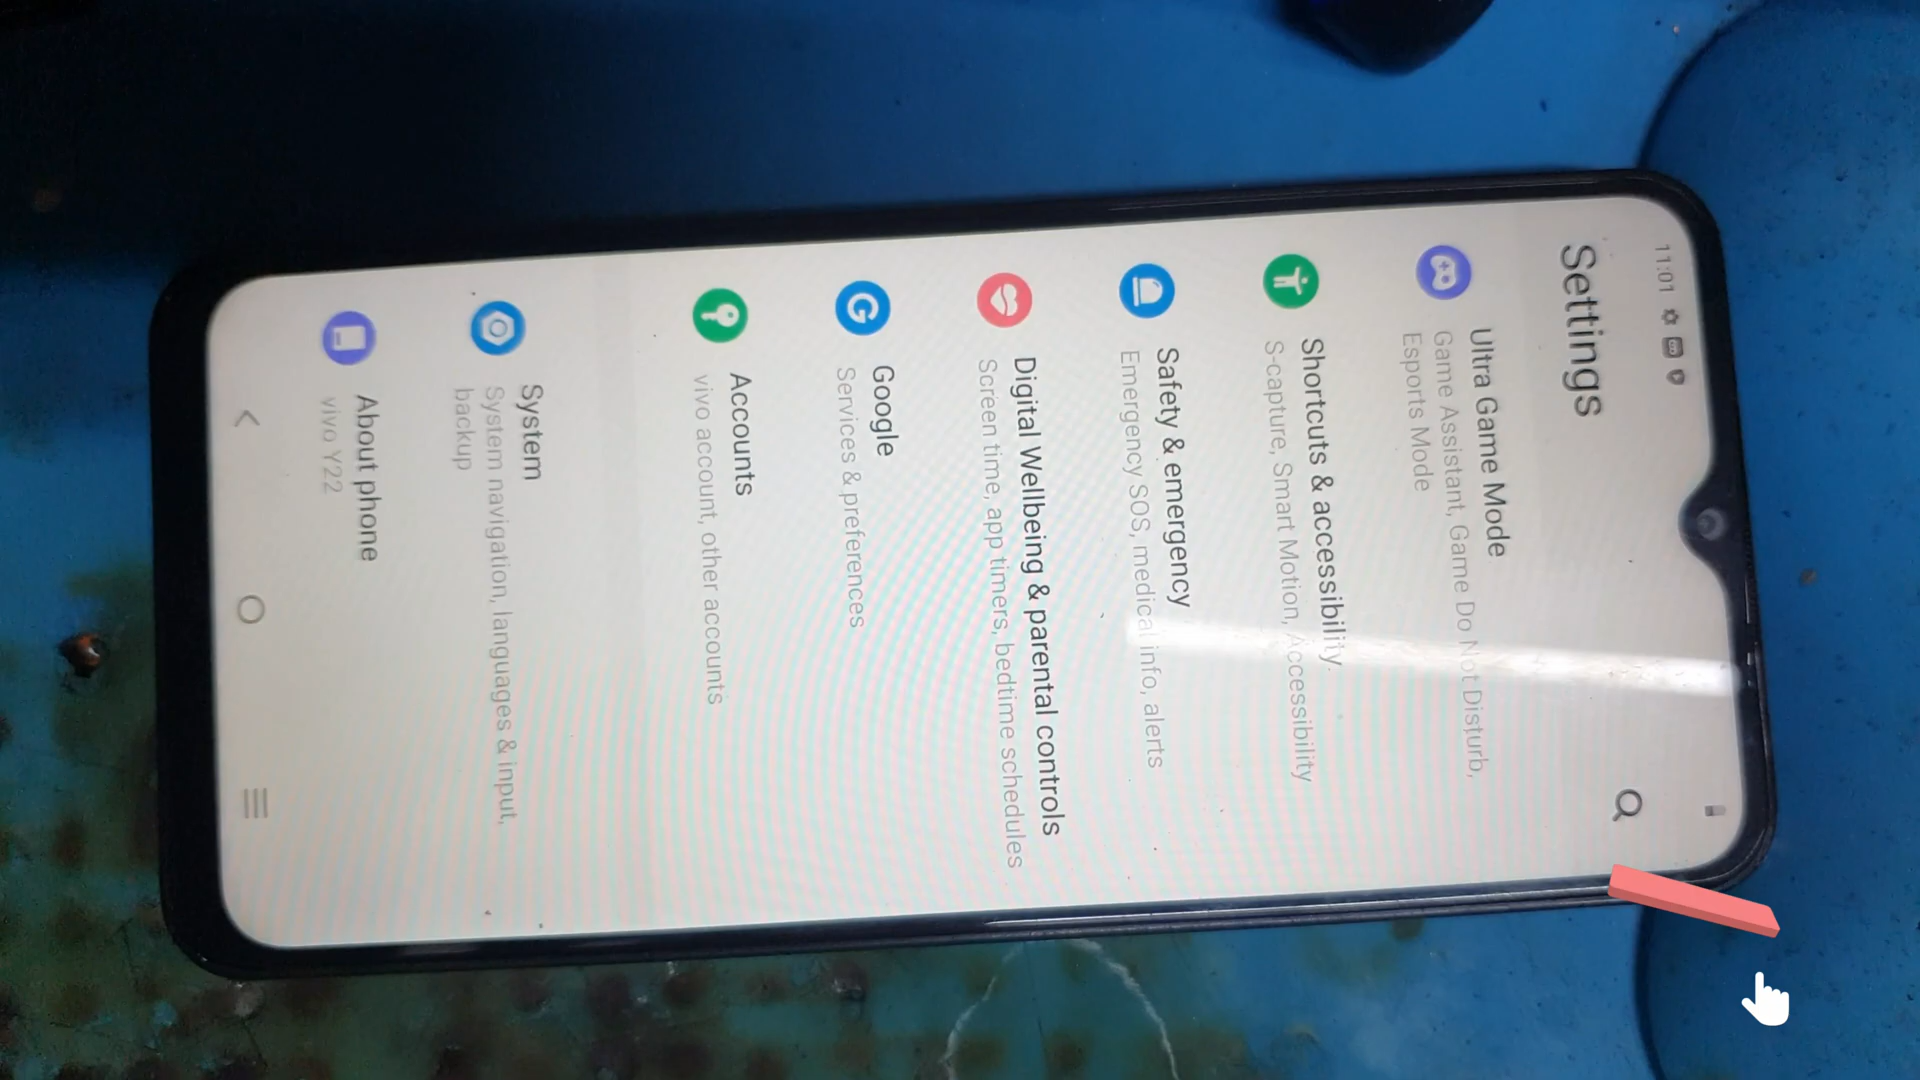 11:01
Settings
Ultra Game Mode
Game Assistant, Game Do Not Disturb,
Esports Mode
Shortcuts & accessibility
S-capture, Smart Motion, Accessibility
Safety & emergency
Emergency SOS, medical info, alerts
Digital Wellbeing & parental controls
Screen time, app timers, bedtime schedules
Google
Services & preferences
Accounts
vivo account, other accounts
System
System navigation, languages & input,
backup
About phone
vivo Y22